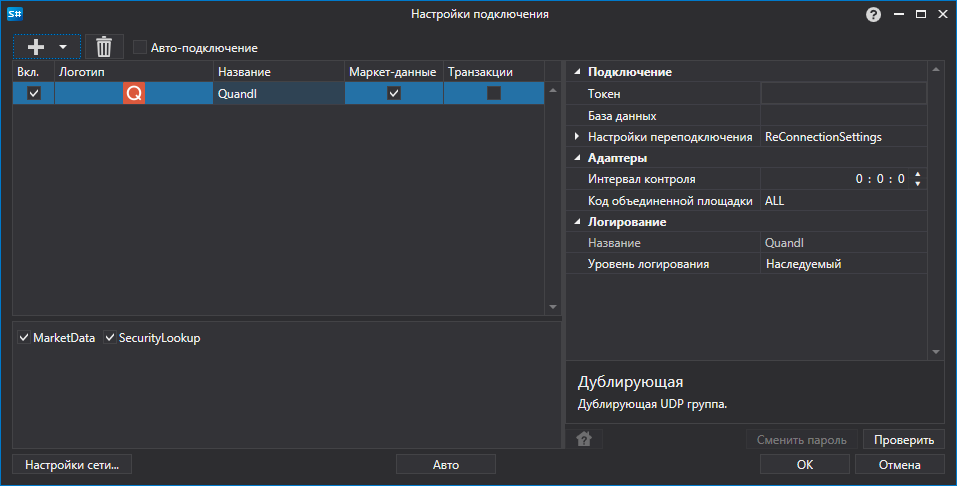 S# Настройки подключения ?
Авто-подключение
Вкл. Логотип Название Маркет-данные Транзакции
Q Quandl
MarketData SecurityLookup
Подключение
Токен
База данных
Настройки переподключения ReConnectionSettings
Адаптеры
Интервал контроля 0 : 0 : 0
Код объединенной площадки ALL
Логирование
Название Quandl
Уровень логирования Наследуемый
Дублирующая
Дублирующая UDP группа.
? Сменить пароль Проверить
Настройки сети... Авто OK Отмена